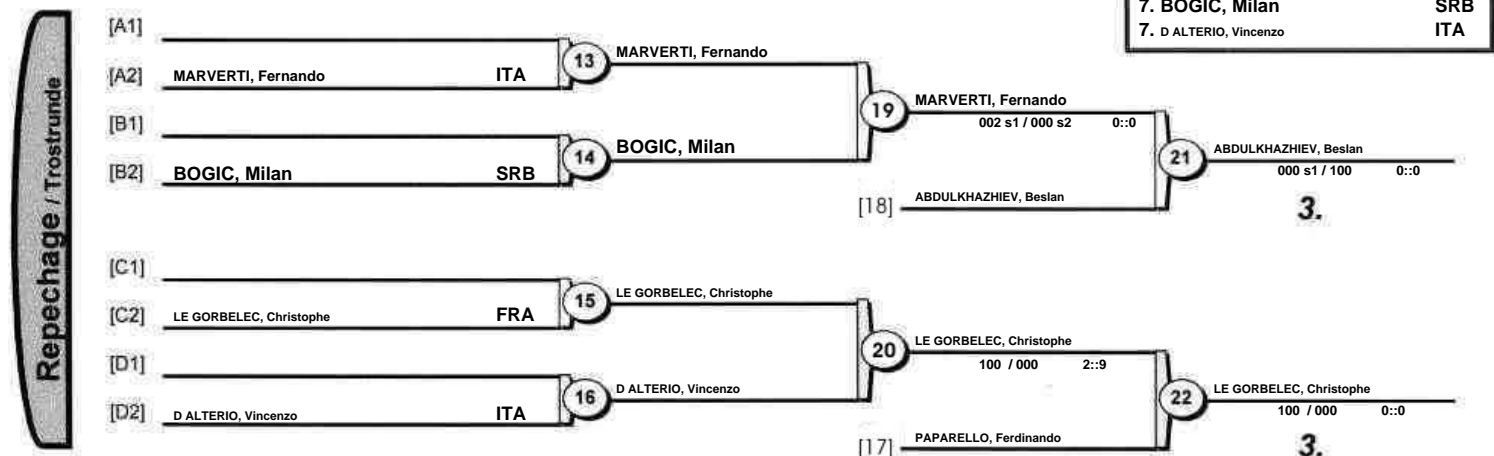 7. BOGIC, Milan SRB
7. D ALTERIO, Vincenzo ITA
Repechage / Trostrunde
[A1]
[A2] MARVERTI, Fernando ITA
13 MARVERTI, Fernando
[B1]
[B2] BOGIC, Milan SRB
14 BOGIC, Milan
19 MARVERTI, Fernando
002 s1 / 000 s2 0::0
[18] ABDULKHAZHIEV, Beslan
21 ABDULKHAZHIEV, Beslan
000 s1 / 100 0::0
3.
[C1]
[C2] LE GORBELEC, Christophe FRA
15 LE GORBELEC, Christophe
[D1]
[D2] D ALTERIO, Vincenzo ITA
16 D ALTERIO, Vincenzo
20 LE GORBELEC, Christophe
100 / 000 2::9
[17] PAPARELLO, Ferdinando
22 LE GORBELEC, Christophe
100 / 000 0::0
3.